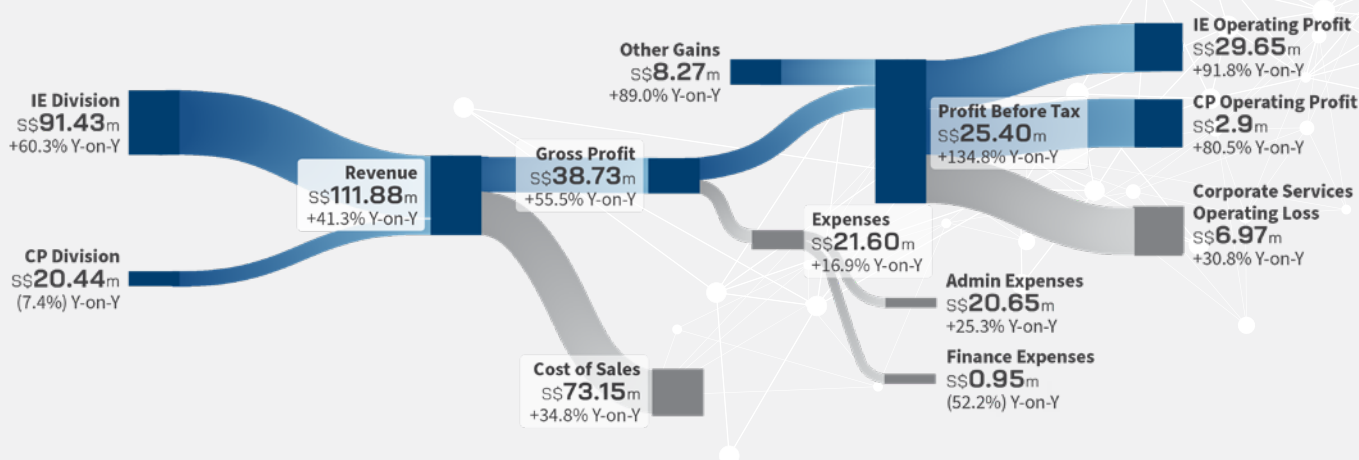 IE Division
S$91.43m
+60.3% Y-on-Y
CP Division
S$20.44m
(7.4%) Y-on-Y
Revenue
S$111.88m
+41.3% Y-on-Y
Gross Profit
S$38.73m
+55.5% Y-on-Y
Cost of Sales
S$73.15m
+34.8% Y-on-Y
Other Gains
S$8.27m
+89.0% Y-on-Y
Expenses
S$21.60m
+16.9% Y-on-Y
Admin Expenses
S$20.65m
+25.3% Y-on-Y
Finance Expenses
S$0.95m
(52.2%) Y-on-Y
Profit Before Tax
S$25.40m
+134.8% Y-on-Y
IE Operating Profit
S$29.65m
+91.8% Y-on-Y
CP Operating Profit
S$2.9m
+80.5% Y-on-Y
Corporate Services
Operating Loss
S$6.97m
+30.8% Y-on-Y